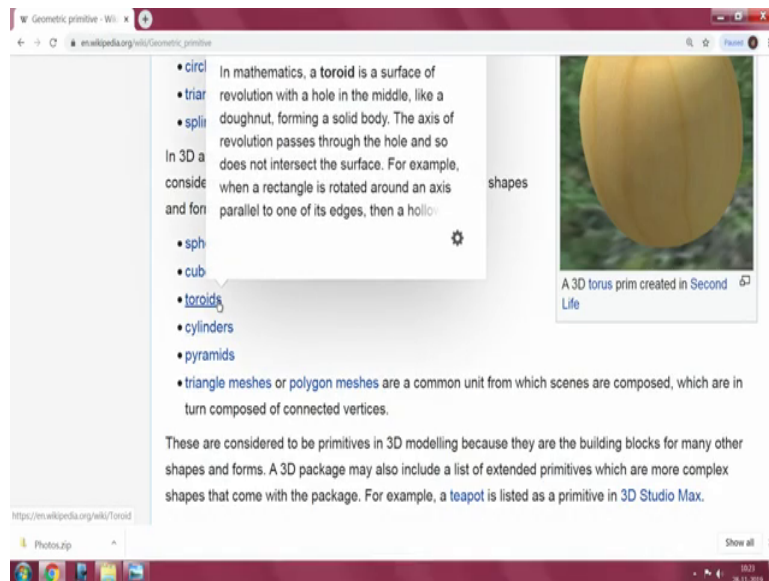 W Geometric primitive - Wik
en.wikipedia.org/wiki/Geometric_primitive
Paused
• circl
• trian
• splin
In 3D a
conside
shapes
and forr
In mathematics, a toroid is a surface of
revolution with a hole in the middle, like a
doughnut, forming a solid body. The axis of
revolution passes through the hole and so
does not intersect the surface. For example,
when a rectangle is rotated around an axis
parallel to one of its edges, then a hollow
• sph
• cub
• toroids
• cylinders
• pyramids
• triangle meshes or polygon meshes are a common unit from which scenes are composed, which are in
turn composed of connected vertices.
A 3D torus prim created in Second
Life
These are considered to be primitives in 3D modelling because they are the building blocks for many other
shapes and forms. A 3D package may also include a list of extended primitives which are more complex
shapes that come with the package. For example, a teapot is listed as a primitive in 3D Studio Max.
https://en.wikipedia.org/wiki/Toroid
Photos.zip
Show all
10:21